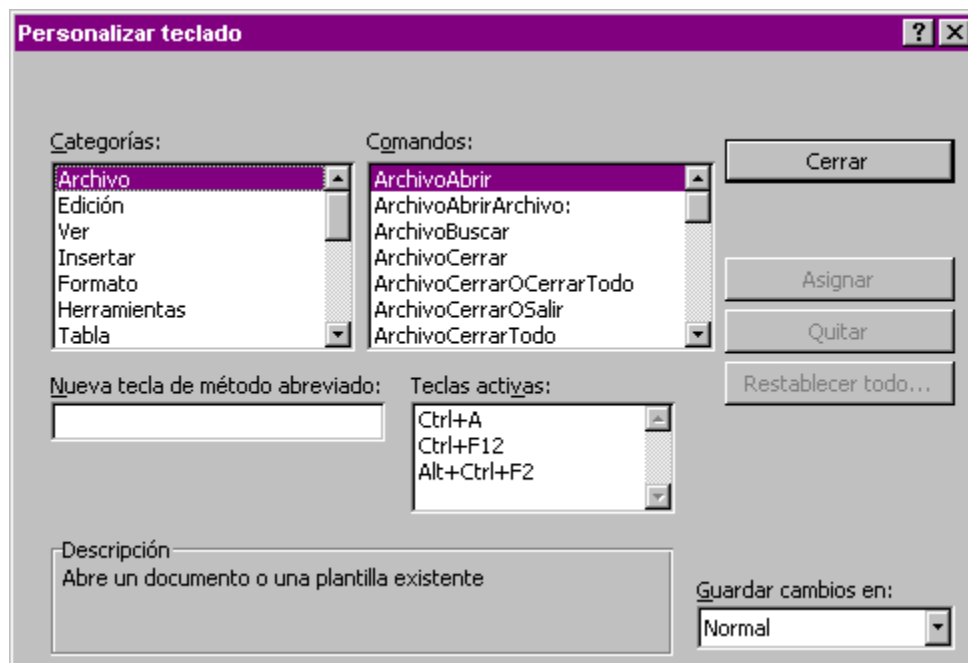 Personalizar teclado
Categorías:
Comandos:
Archivo
Edición
Ver
Insertar
Formato
Herramientas
Tabla
ArchivoAbrir
ArchivoAbrirArchivo:
ArchivoBuscar
ArchivoCerrar
ArchivoCerrarOCerrarTodo
ArchivoCerrarOSalir
ArchivoCerrarTodo
Cerrar
Asignar
Quitar
Restablecer todo...
Nueva tecla de método abreviado:
Teclas activas:
Ctrl+A
Ctrl+F12
Alt+Ctrl+F2
Descripción
Abre un documento o una plantilla existente
Guardar cambios en:
Normal